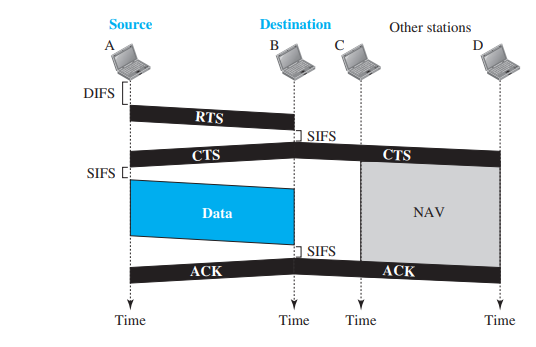 Source
Destination
Other stations
A
B
C
D
DIFS
RTS
SIFS
CTS
CTS
SIFS
Data
NAV
SIFS
ACK
ACK
Time
Time
Time
Time